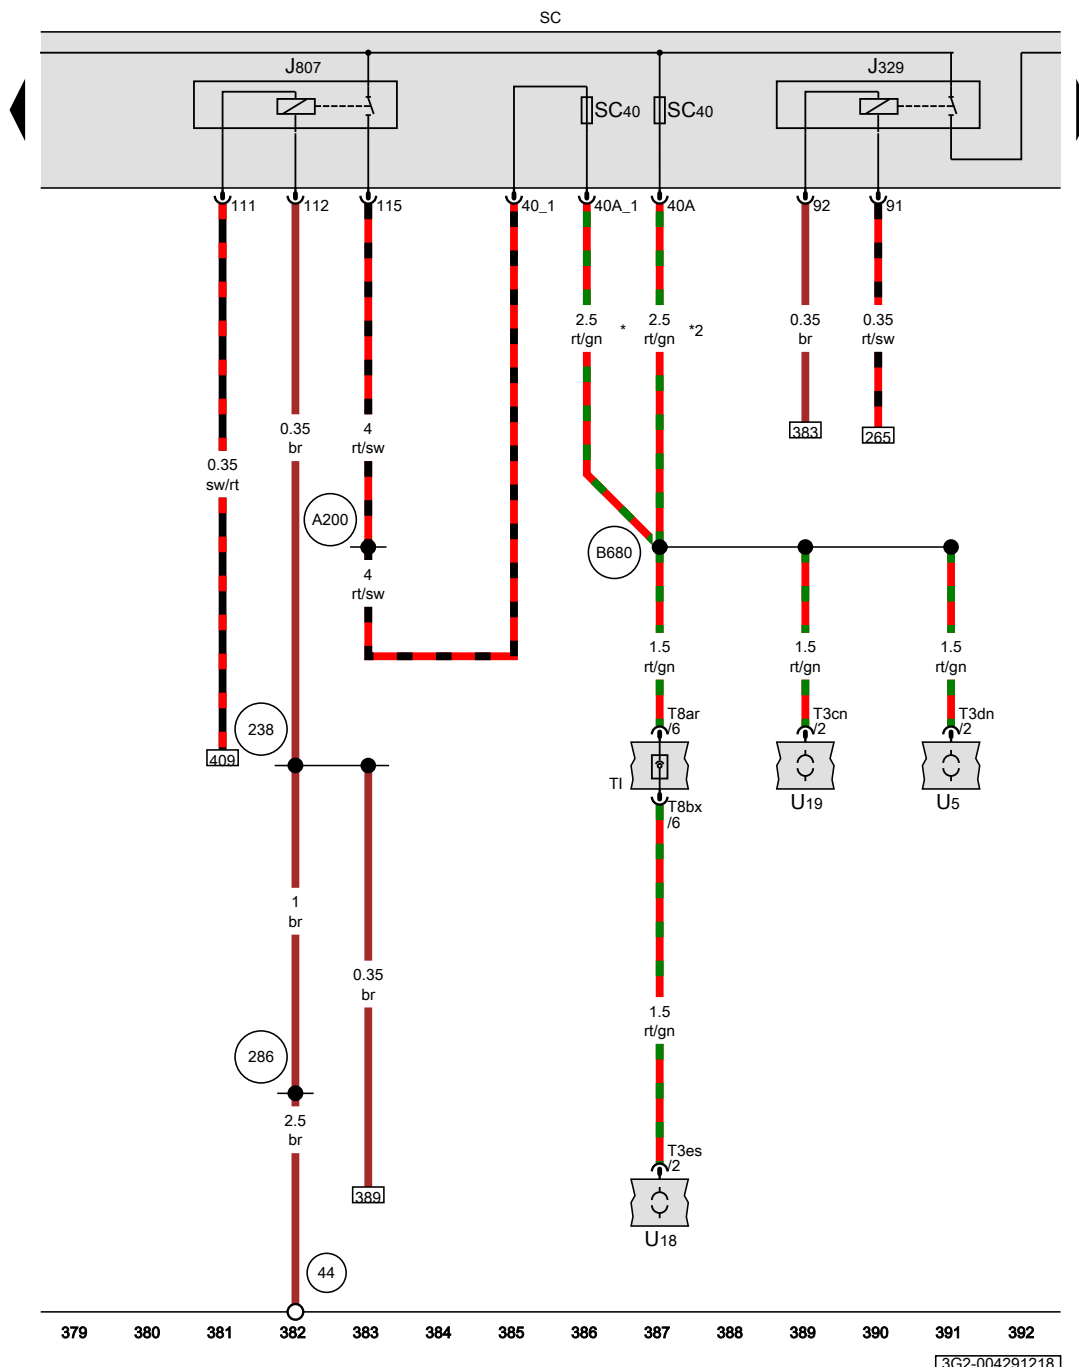 SC
J807
J329
SC40
SC40
111
112
115
40_1
40A_1
40A
92
91
2.5
rt/gn
*
2.5
rt/gn
*2
0.35
br
0.35
rt/sw
0.35
br
4
rt/sw
383
265
0.35
sw/rt
A200
B680
4
rt/sw
1.5
rt/gn
1.5
rt/gn
1.5
rt/gn
238
T8ar
/6
T3cn
/2
T3dn
/2
409
TI
U19
U5
T8bx
/6
1
br
0.35
br
1.5
rt/gn
286
2.5
br
T3es
/2
389
U18
44
379 380 381 382 383 384 385 386 387 388 389 390 391 392
3G2-004291218